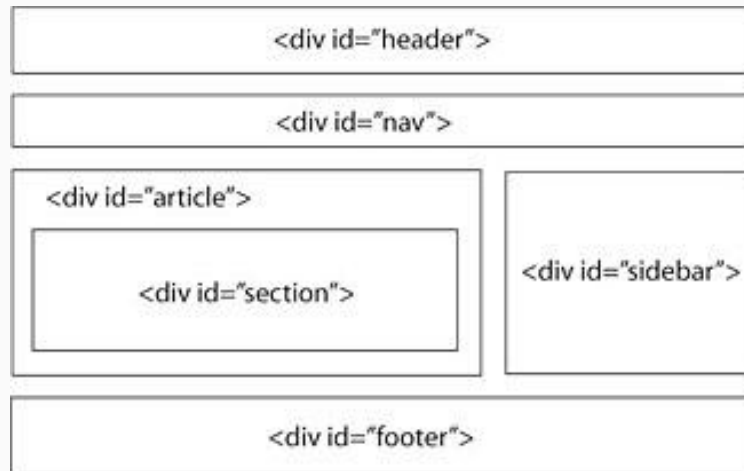 <div id="header">
<div id="nav">
<div id="article">
<div id="section">
<div id="sidebar">
<div id="footer">